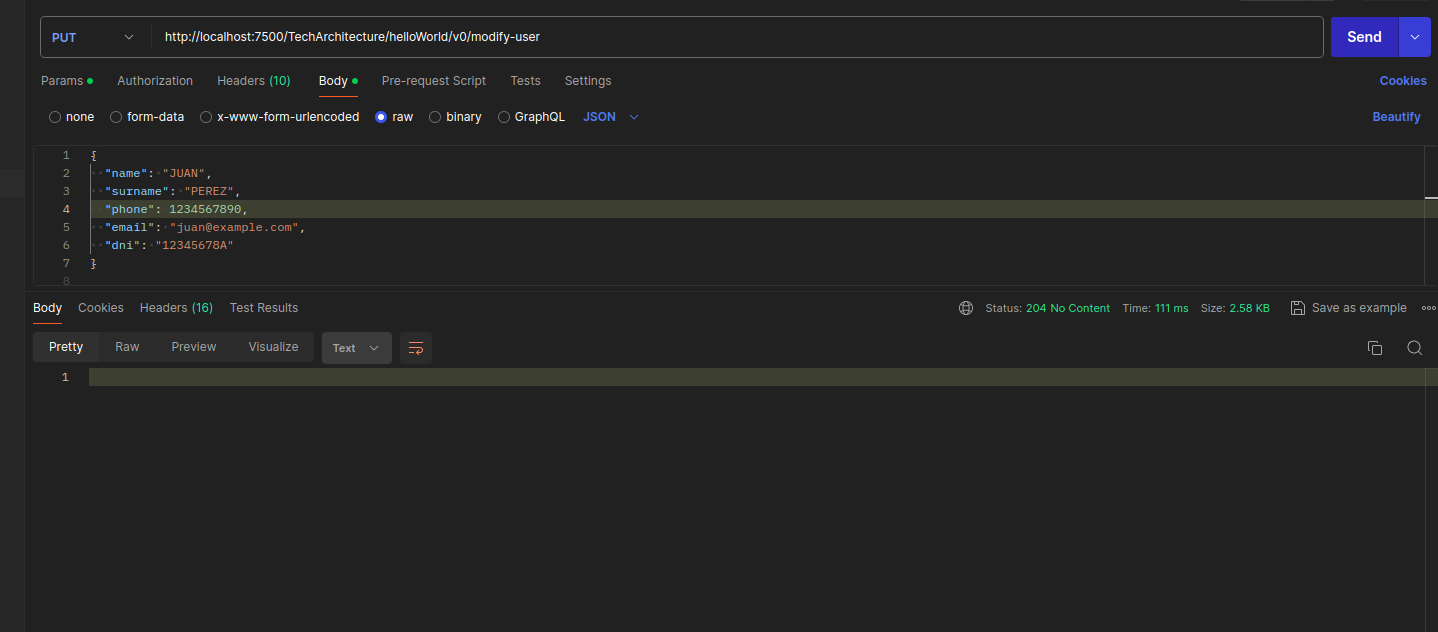 PUT http://localhost:7500/TechArchitecture/helloWorld/v0/modify-user Send
Params Authorization Headers (10) Body Pre-request Script Tests Settings Cookies
none form-data x-www-form-urlencoded raw binary GraphQL JSON Beautify
1 {
2 "name": "JUAN",
3 "surname": "PEREZ",
4 "phone": 1234567890,
5 "email": "juan@example.com",
6 "dni": "12345678A"
7 }
8
Body Cookies Headers (16) Test Results Status: 204 No Content Time: 111 ms Size: 2.58 KB Save as example
Pretty Raw Preview Visualize Text
1